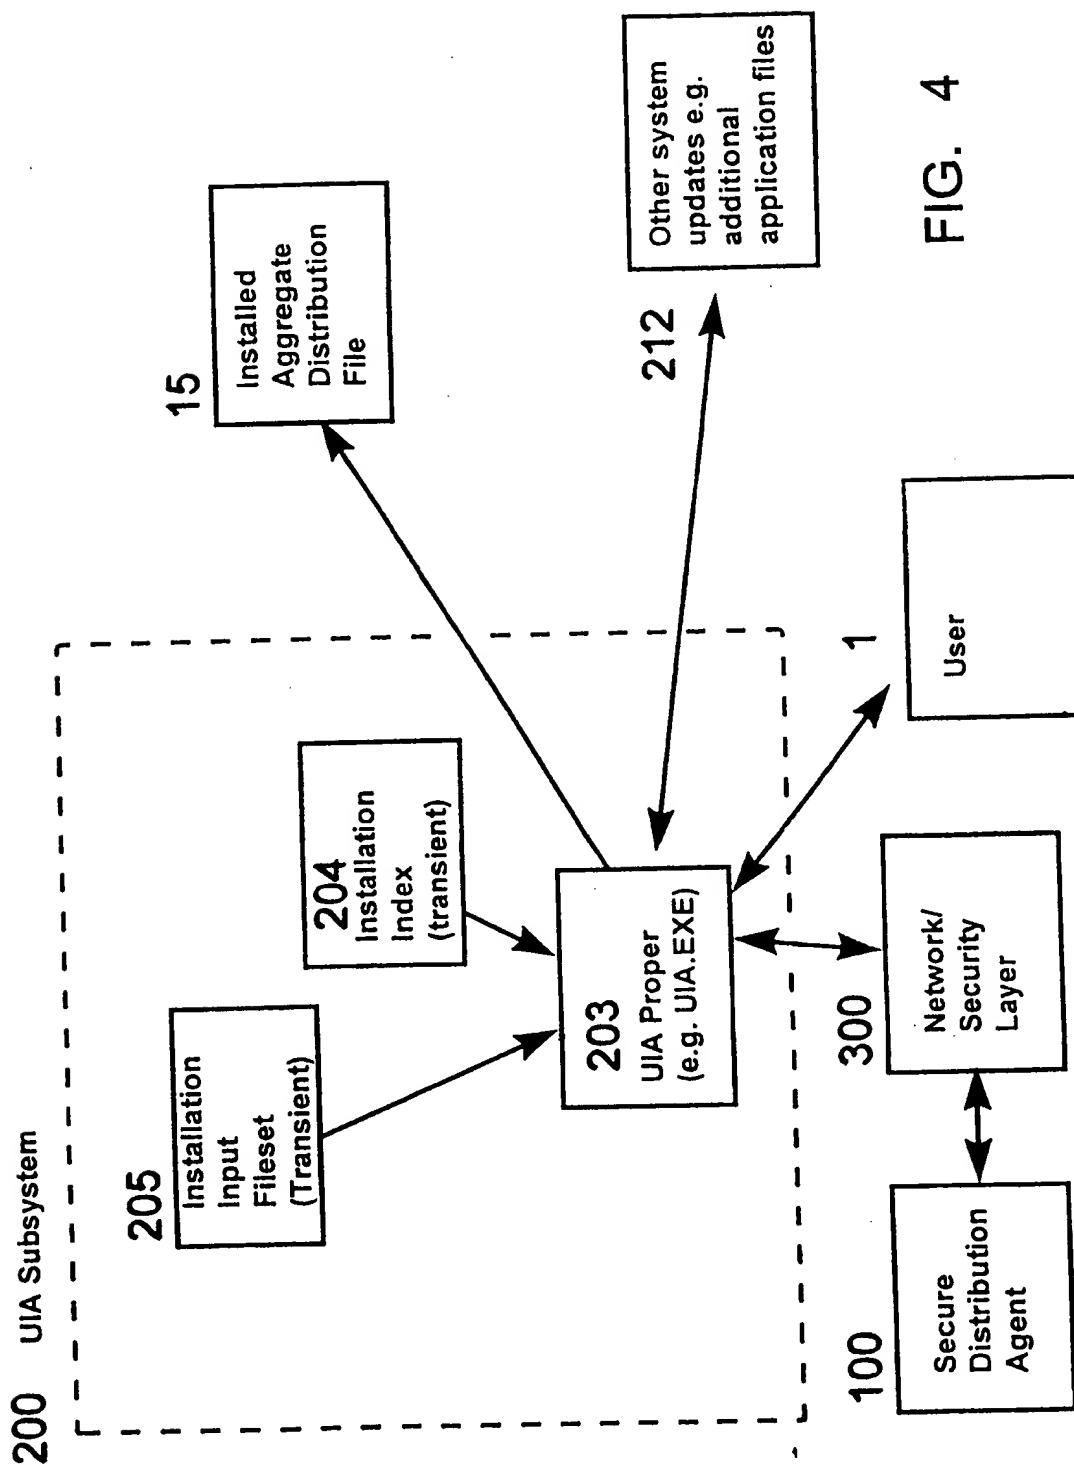 200 UIA Subsystem
205
Installation
Input
Fileset
(Transient)
204
Installation
Index
(transient)
203
UIA Proper
(e.g. UIA.EXE)
15
Installed
Aggregate
Distribution
File
212
Other system
updates e.g.
additional
application files
100
Secure
Distribution
Agent
300
Network/
Security
Layer
1
User
FIG. 4